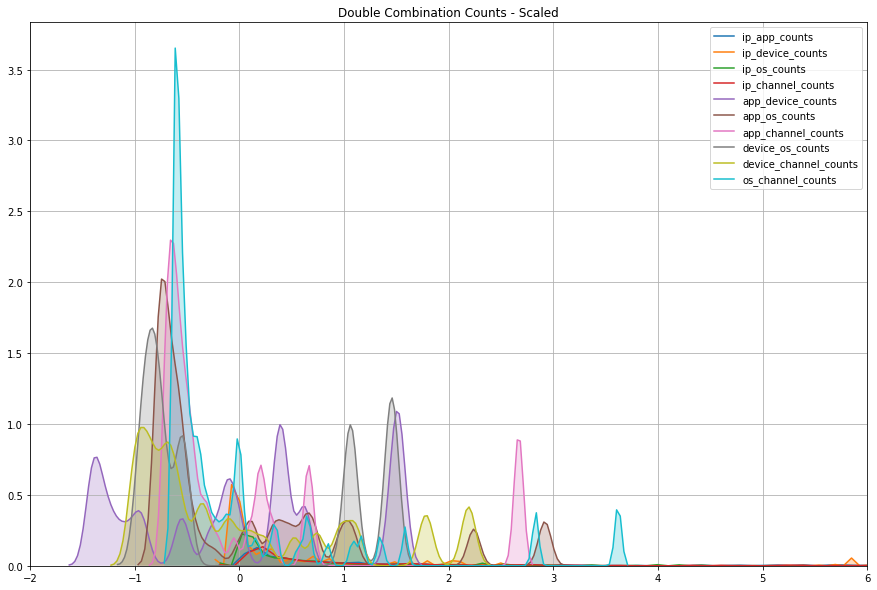 Double Combination Counts - Scaled
ip_app_counts
ip_device_counts
ip_os_counts
ip_channel_counts
app_device_counts
app_os_counts
app_channel_counts
device_os_counts
device_channel_counts
os_channel_counts
3.5
3.0
2.5
2.0
1.5
1.0
0.5
0.0
−2 −1 0 1 2 3 4 5 6